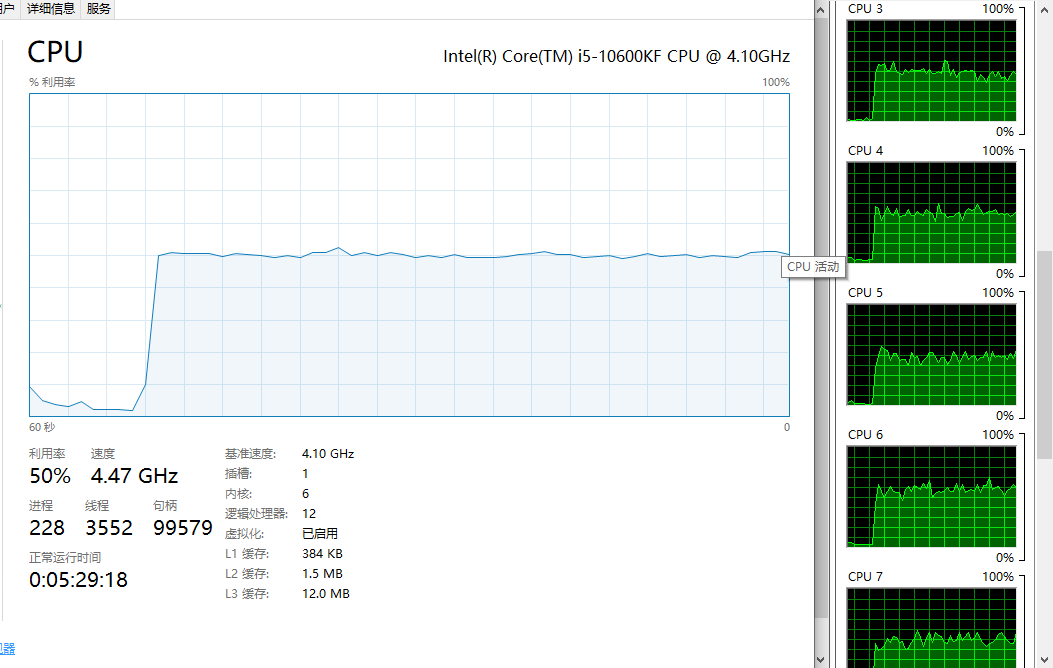 户 详细信息 服务
CPU
Intel(R) Core(TM) i5-10600KF CPU @ 4.10GHz
% 利用率
100%
CPU 活动
60 秒
0
利用率 速度
50% 4.47 GHz
进程 线程 句柄
228 3552 99579
正常运行时间
0:05:29:18
基准速度: 4.10 GHz
插槽: 1
内核: 6
逻辑处理器: 12
虚拟化: 已启用
L1 缓存: 384 KB
L2 缓存: 1.5 MB
L3 缓存: 12.0 MB
器
CPU 3 100%
0%
CPU 4 100%
0%
CPU 5 100%
0%
CPU 6 100%
0%
CPU 7 100%